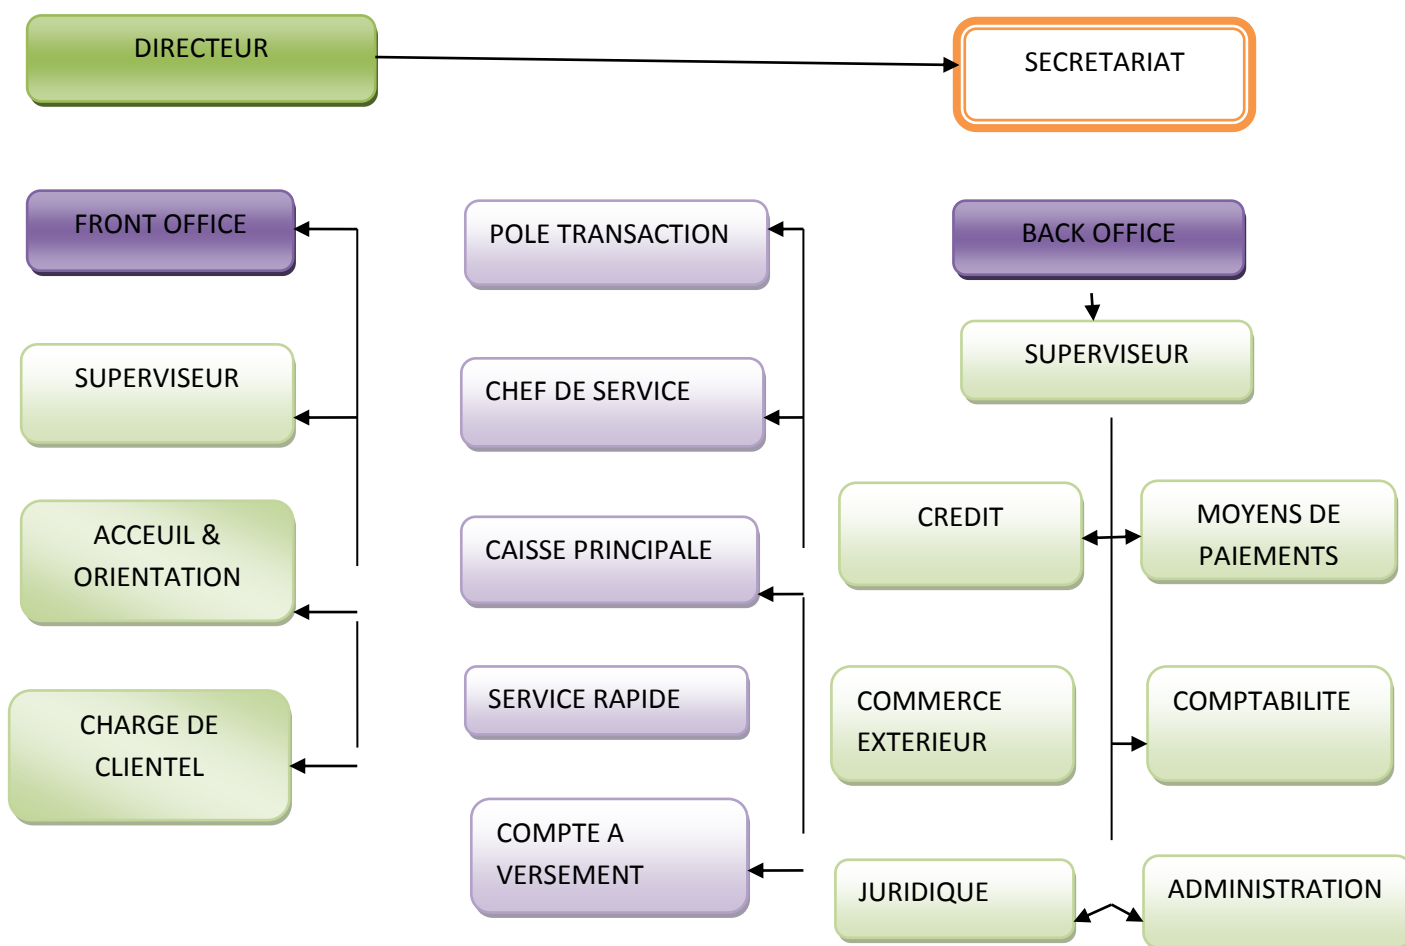 DIRECTEUR
SECRETARIAT
FRONT OFFICE
POLE TRANSACTION
BACK OFFICE
SUPERVISEUR
CHEF DE SERVICE
SUPERVISEUR
ACCEUIL &
ORIENTATION
CAISSE PRINCIPALE
CREDIT
MOYENS DE
PAIEMENTS
CHARGE DE
CLIENTEL
SERVICE RAPIDE
COMMERCE
EXTERIEUR
COMPTABILITE
COMPTE A
VERSEMENT
JURIDIQUE
ADMINISTRATION